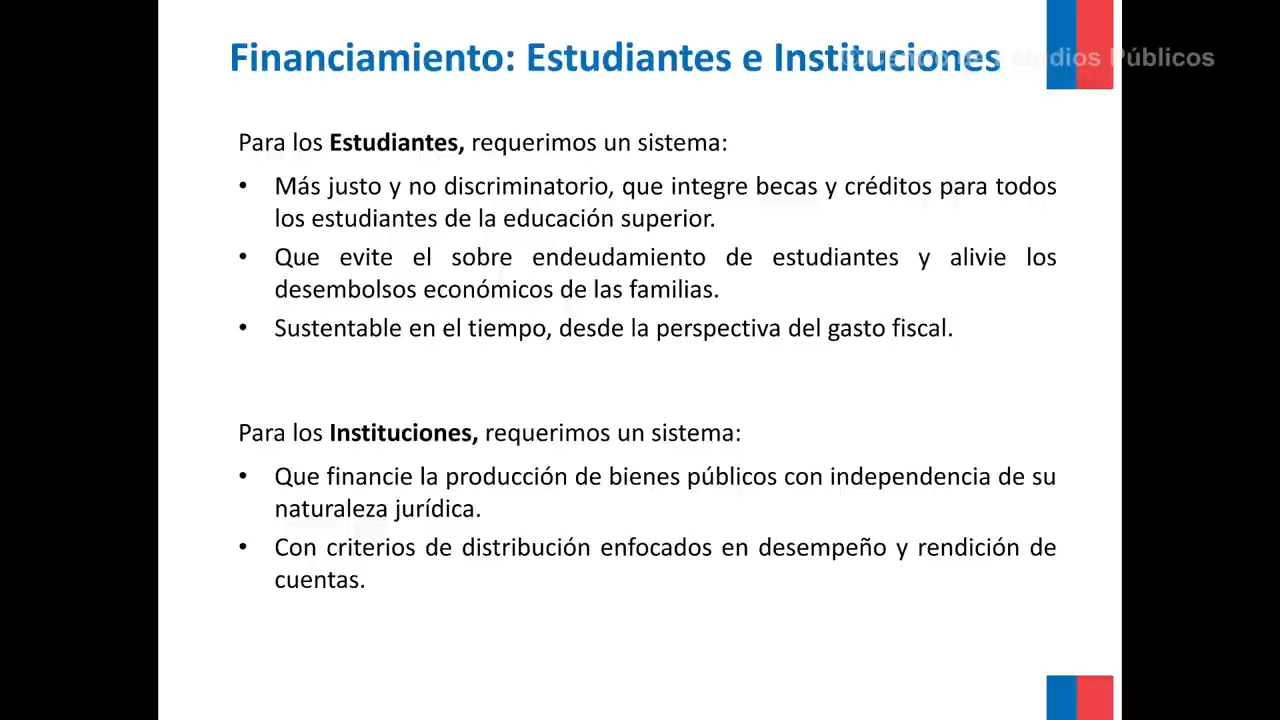 Financiamiento: Estudiantes e Instituciones
Estudios Públicos
Para los Estudiantes, requerimos un sistema:
• Más justo y no discriminatorio, que integre becas y créditos para todos
los estudiantes de la educación superior.
• Que evite el sobre endeudamiento de estudiantes y alivie los
desembolsos económicos de las familias.
• Sustentable en el tiempo, desde la perspectiva del gasto fiscal.
Para los Instituciones, requerimos un sistema:
• Que financie la producción de bienes públicos con independencia de su
naturaleza jurídica.
• Con criterios de distribución enfocados en desempeño y rendición de
cuentas.